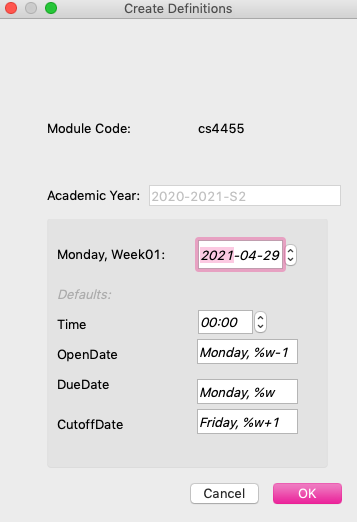 Create Definitions
Module Code: cs4455
Academic Year: 2020-2021-S2
Monday, Week01: 2021-04-29
Defaults:
Time 00:00
OpenDate Monday, %w-1
DueDate Monday, %w
CutoffDate Friday, %w+1
Cancel OK